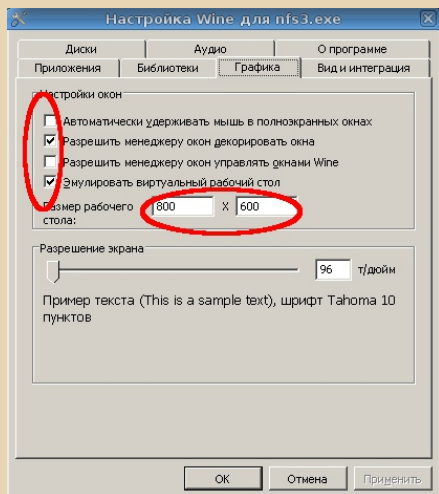 Настройка Wine для nfs3.exe
Диски Аудио О программе
Приложения Библиотеки Графика Вид и интеграция
Настройки окон
Автоматически удерживать мышь в полноэкранных окнах
Разрешить менеджеру окон декорировать окна
Разрешить менеджеру окон управлять окнами Wine
Эмулировать виртуальный рабочий стол
Размер рабочего стола: 800 X 600
Разрешение экрана
96 т/дюйм
Пример текста (This is a sample text), шрифт Tahoma 10
пунктов
ОК Отмена Применить